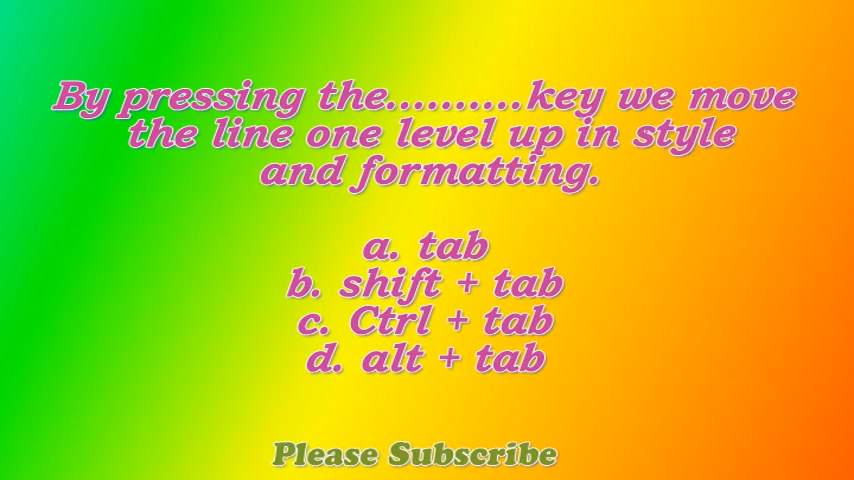 By pressing the..........key we move
the line one level up in style
and formatting.
a. tab
b. shift + tab
c. Ctrl + tab
d. alt + tab
Please Subscribe